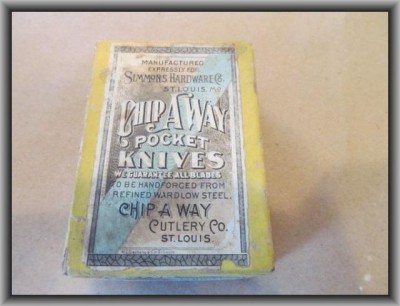 MANUFACTURED
EXPRESSLY FOR
SIMMONS HARDWARE Co.
ST. LOUIS, MO.
CHIP A WAY
POCKET
KNIVES
WE GUARANTEE ALL BLADES
TO BE HAND FORGED FROM
REFINED WARDLOW STEEL.
CHIP A WAY
CUTLERY Co.
ST. LOUIS.